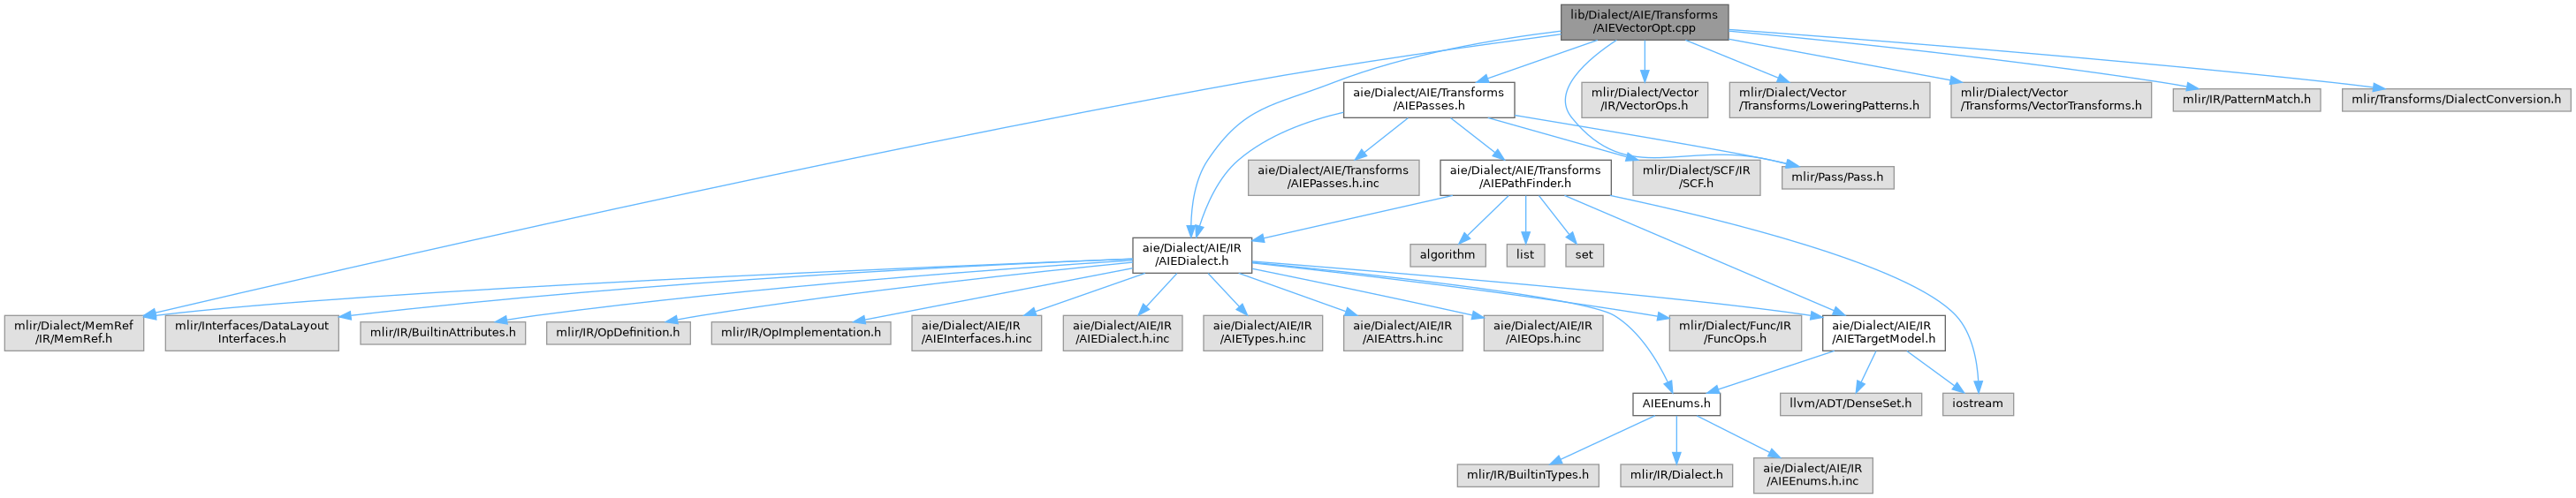 lib/Dialect/AIE/Transforms
/AIEVectorOpt.cpp
aie/Dialect/AIE/Transforms
/AIEPasses.h
mlir/Dialect/Vector
/IR/VectorOps.h
mlir/Dialect/Vector
/Transforms/LoweringPatterns.h
mlir/Dialect/Vector
/Transforms/VectorTransforms.h
mlir/IR/PatternMatch.h
mlir/Transforms/DialectConversion.h
aie/Dialect/AIE/Transforms
/AIEPasses.h.inc
aie/Dialect/AIE/Transforms
/AIEPathFinder.h
mlir/Dialect/SCF/IR
/SCF.h
mlir/Pass/Pass.h
aie/Dialect/AIE/IR
/AIEDialect.h
algorithm
list
set
mlir/Dialect/MemRef
/IR/MemRef.h
mlir/Interfaces/DataLayout
Interfaces.h
mlir/IR/BuiltinAttributes.h
mlir/IR/OpDefinition.h
mlir/IR/OpImplementation.h
aie/Dialect/AIE/IR
/AIEInterfaces.h.inc
aie/Dialect/AIE/IR
/AIEDialect.h.inc
aie/Dialect/AIE/IR
/AIETypes.h.inc
aie/Dialect/AIE/IR
/AIEAttrs.h.inc
aie/Dialect/AIE/IR
/AIEOps.h.inc
mlir/Dialect/Func/IR
/FuncOps.h
aie/Dialect/AIE/IR
/AIETargetModel.h
AIEEnums.h
llvm/ADT/DenseSet.h
iostream
mlir/IR/BuiltinTypes.h
mlir/IR/Dialect.h
aie/Dialect/AIE/IR
/AIEEnums.h.inc